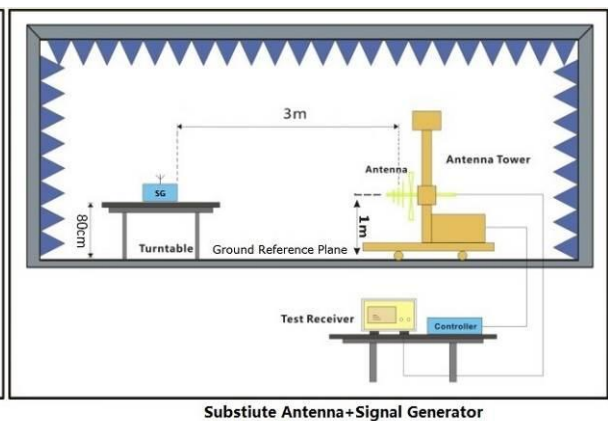 3m
Antenna
Antenna Tower
SG
80cm
1m
Turntable
Ground Reference Plane
Test Receiver
Controller
Substiute Antenna+Signal Generator